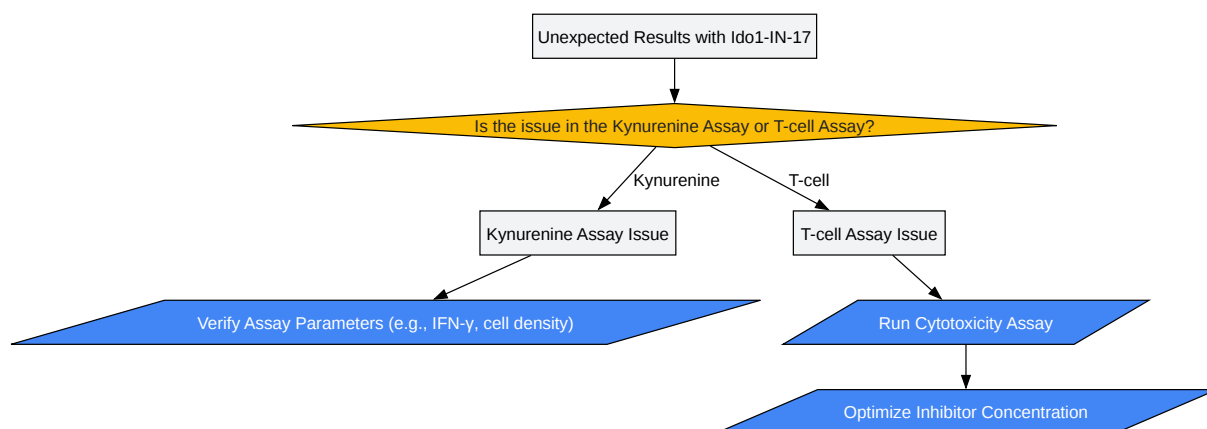 Unexpected Results with Ido1-IN-17
Is the issue in the Kynurenine Assay or T-cell Assay?
Kynurenine
T-cell
Kynurenine Assay Issue
T-cell Assay Issue
Verify Assay Parameters (e.g., IFN-γ, cell density)
Run Cytotoxicity Assay
Optimize Inhibitor Concentration